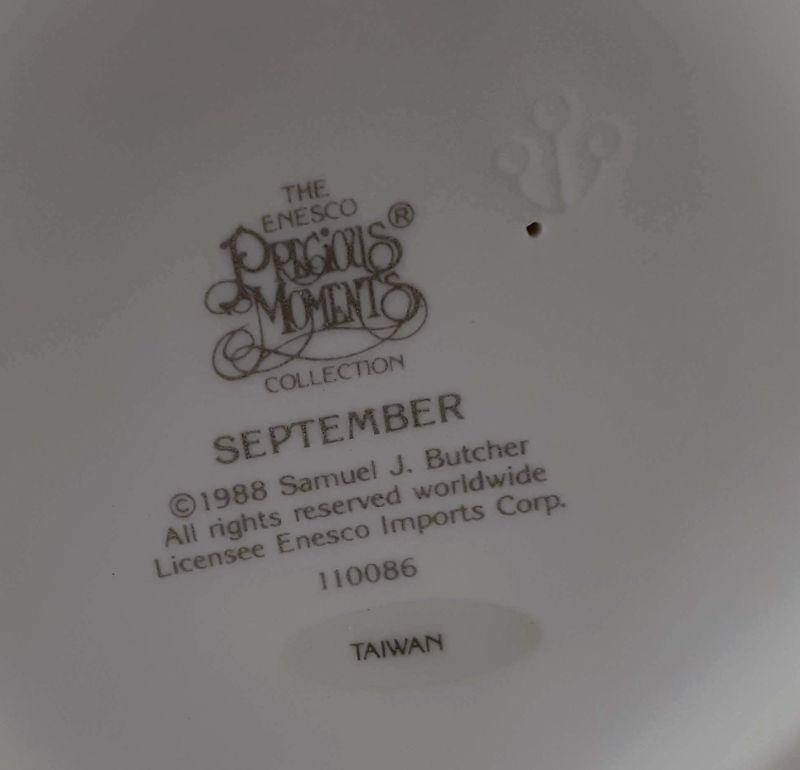 THE
ENESCO
PRECIOUS ®
MOMENTS
COLLECTION
SEPTEMBER
©1988 Samuel J. Butcher
All rights reserved worldwide
Licensee Enesco Imports Corp.
110086
TAIWAN